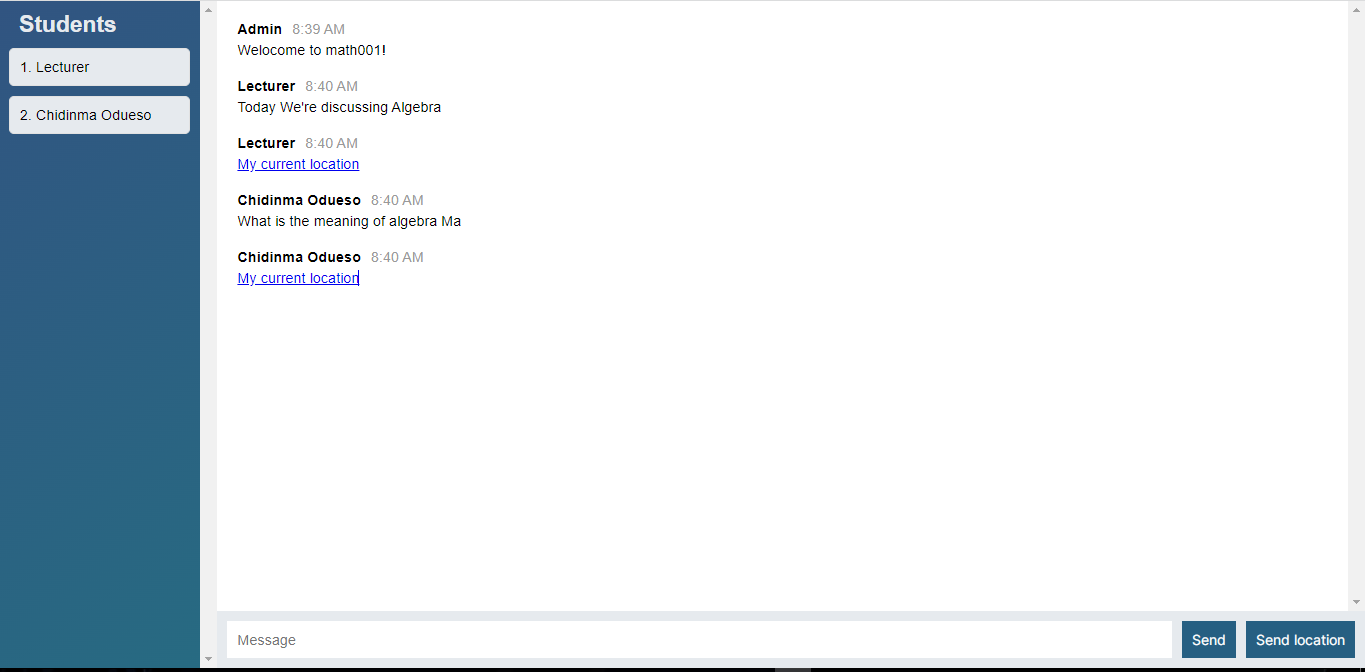 Students
1. Lecturer
2. Chidinma Odueso
Admin 8:39 AM
Welocome to math001!
Lecturer 8:40 AM
Today We're discussing Algebra
Lecturer 8:40 AM
My current location
Chidinma Odueso 8:40 AM
What is the meaning of algebra Ma
Chidinma Odueso 8:40 AM
My current location
Message
Send
Send location